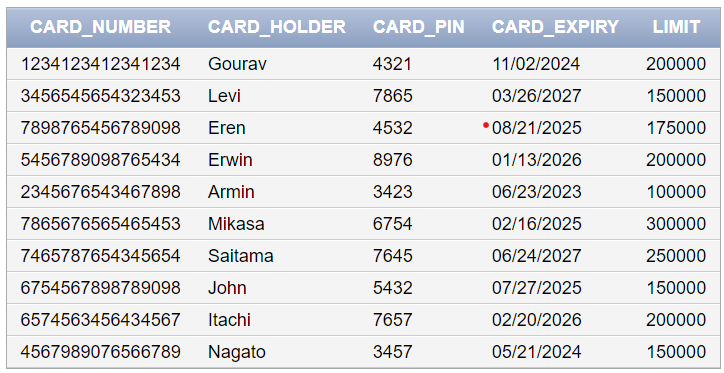 CARD_NUMBER CARD_HOLDER CARD_PIN CARD_EXPIRY LIMIT
1234123412341234 Gourav 4321 11/02/2024 200000
3456545654323453 Levi 7865 03/26/2027 150000
7898765456789098 Eren 4532 08/21/2025 175000
5456789098765434 Erwin 8976 01/13/2026 200000
2345676543467898 Armin 3423 06/23/2023 100000
7865676565465453 Mikasa 6754 02/16/2025 300000
7465787654345654 Saitama 7645 06/24/2027 250000
6754567898789098 John 5432 07/27/2025 150000
6574563456434567 Itachi 7657 02/20/2026 200000
4567989076566789 Nagato 3457 05/21/2024 150000